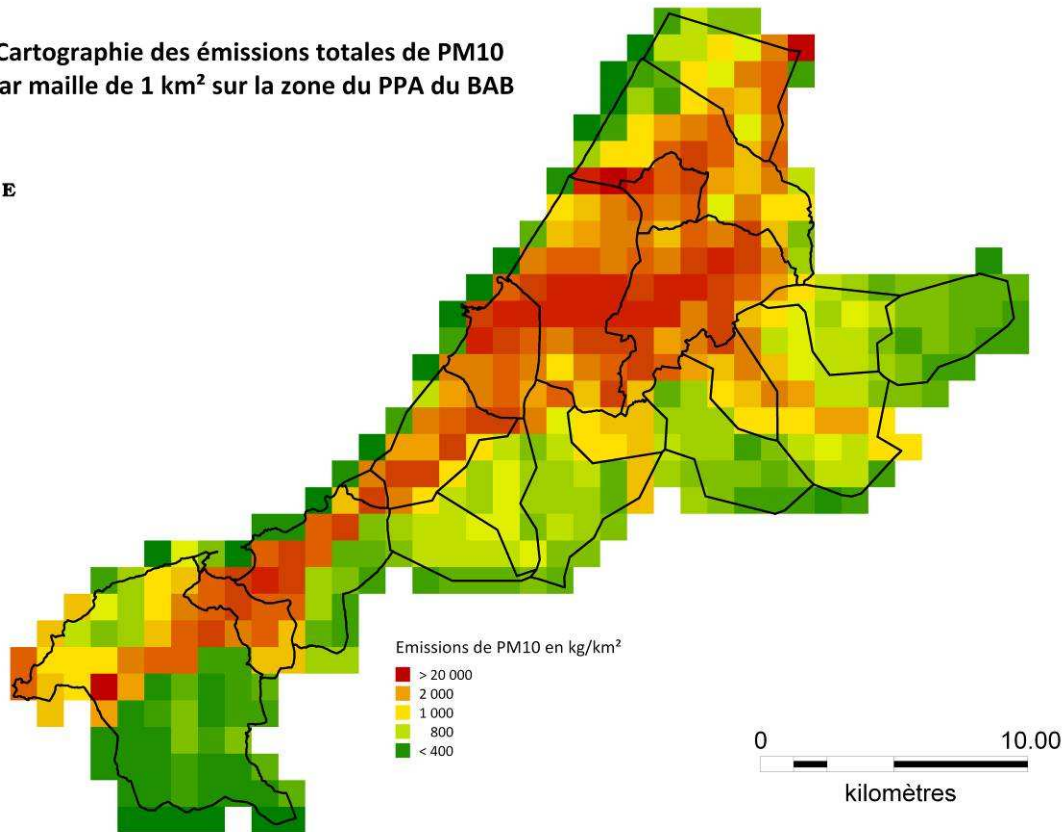 Cartographie des émissions totales de PM10
ar maille de 1 km² sur la zone du PPA du BAB
E
Emissions de PM10 en kg/km²
> 20 000
2 000
1 000
800
< 400
0 10.00
kilomètres